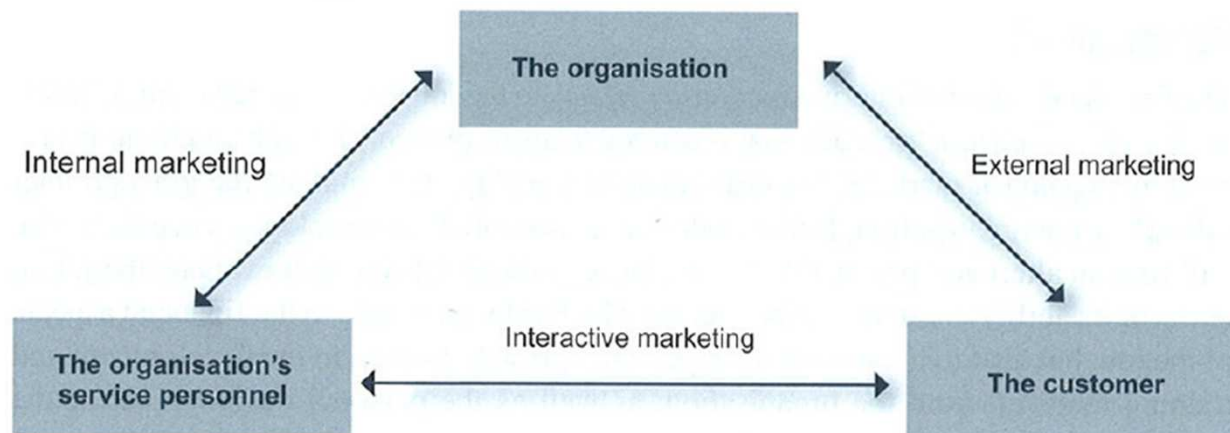 The organisation
Internal marketing
External marketing
Interactive marketing
The organisation's
service personnel
The customer